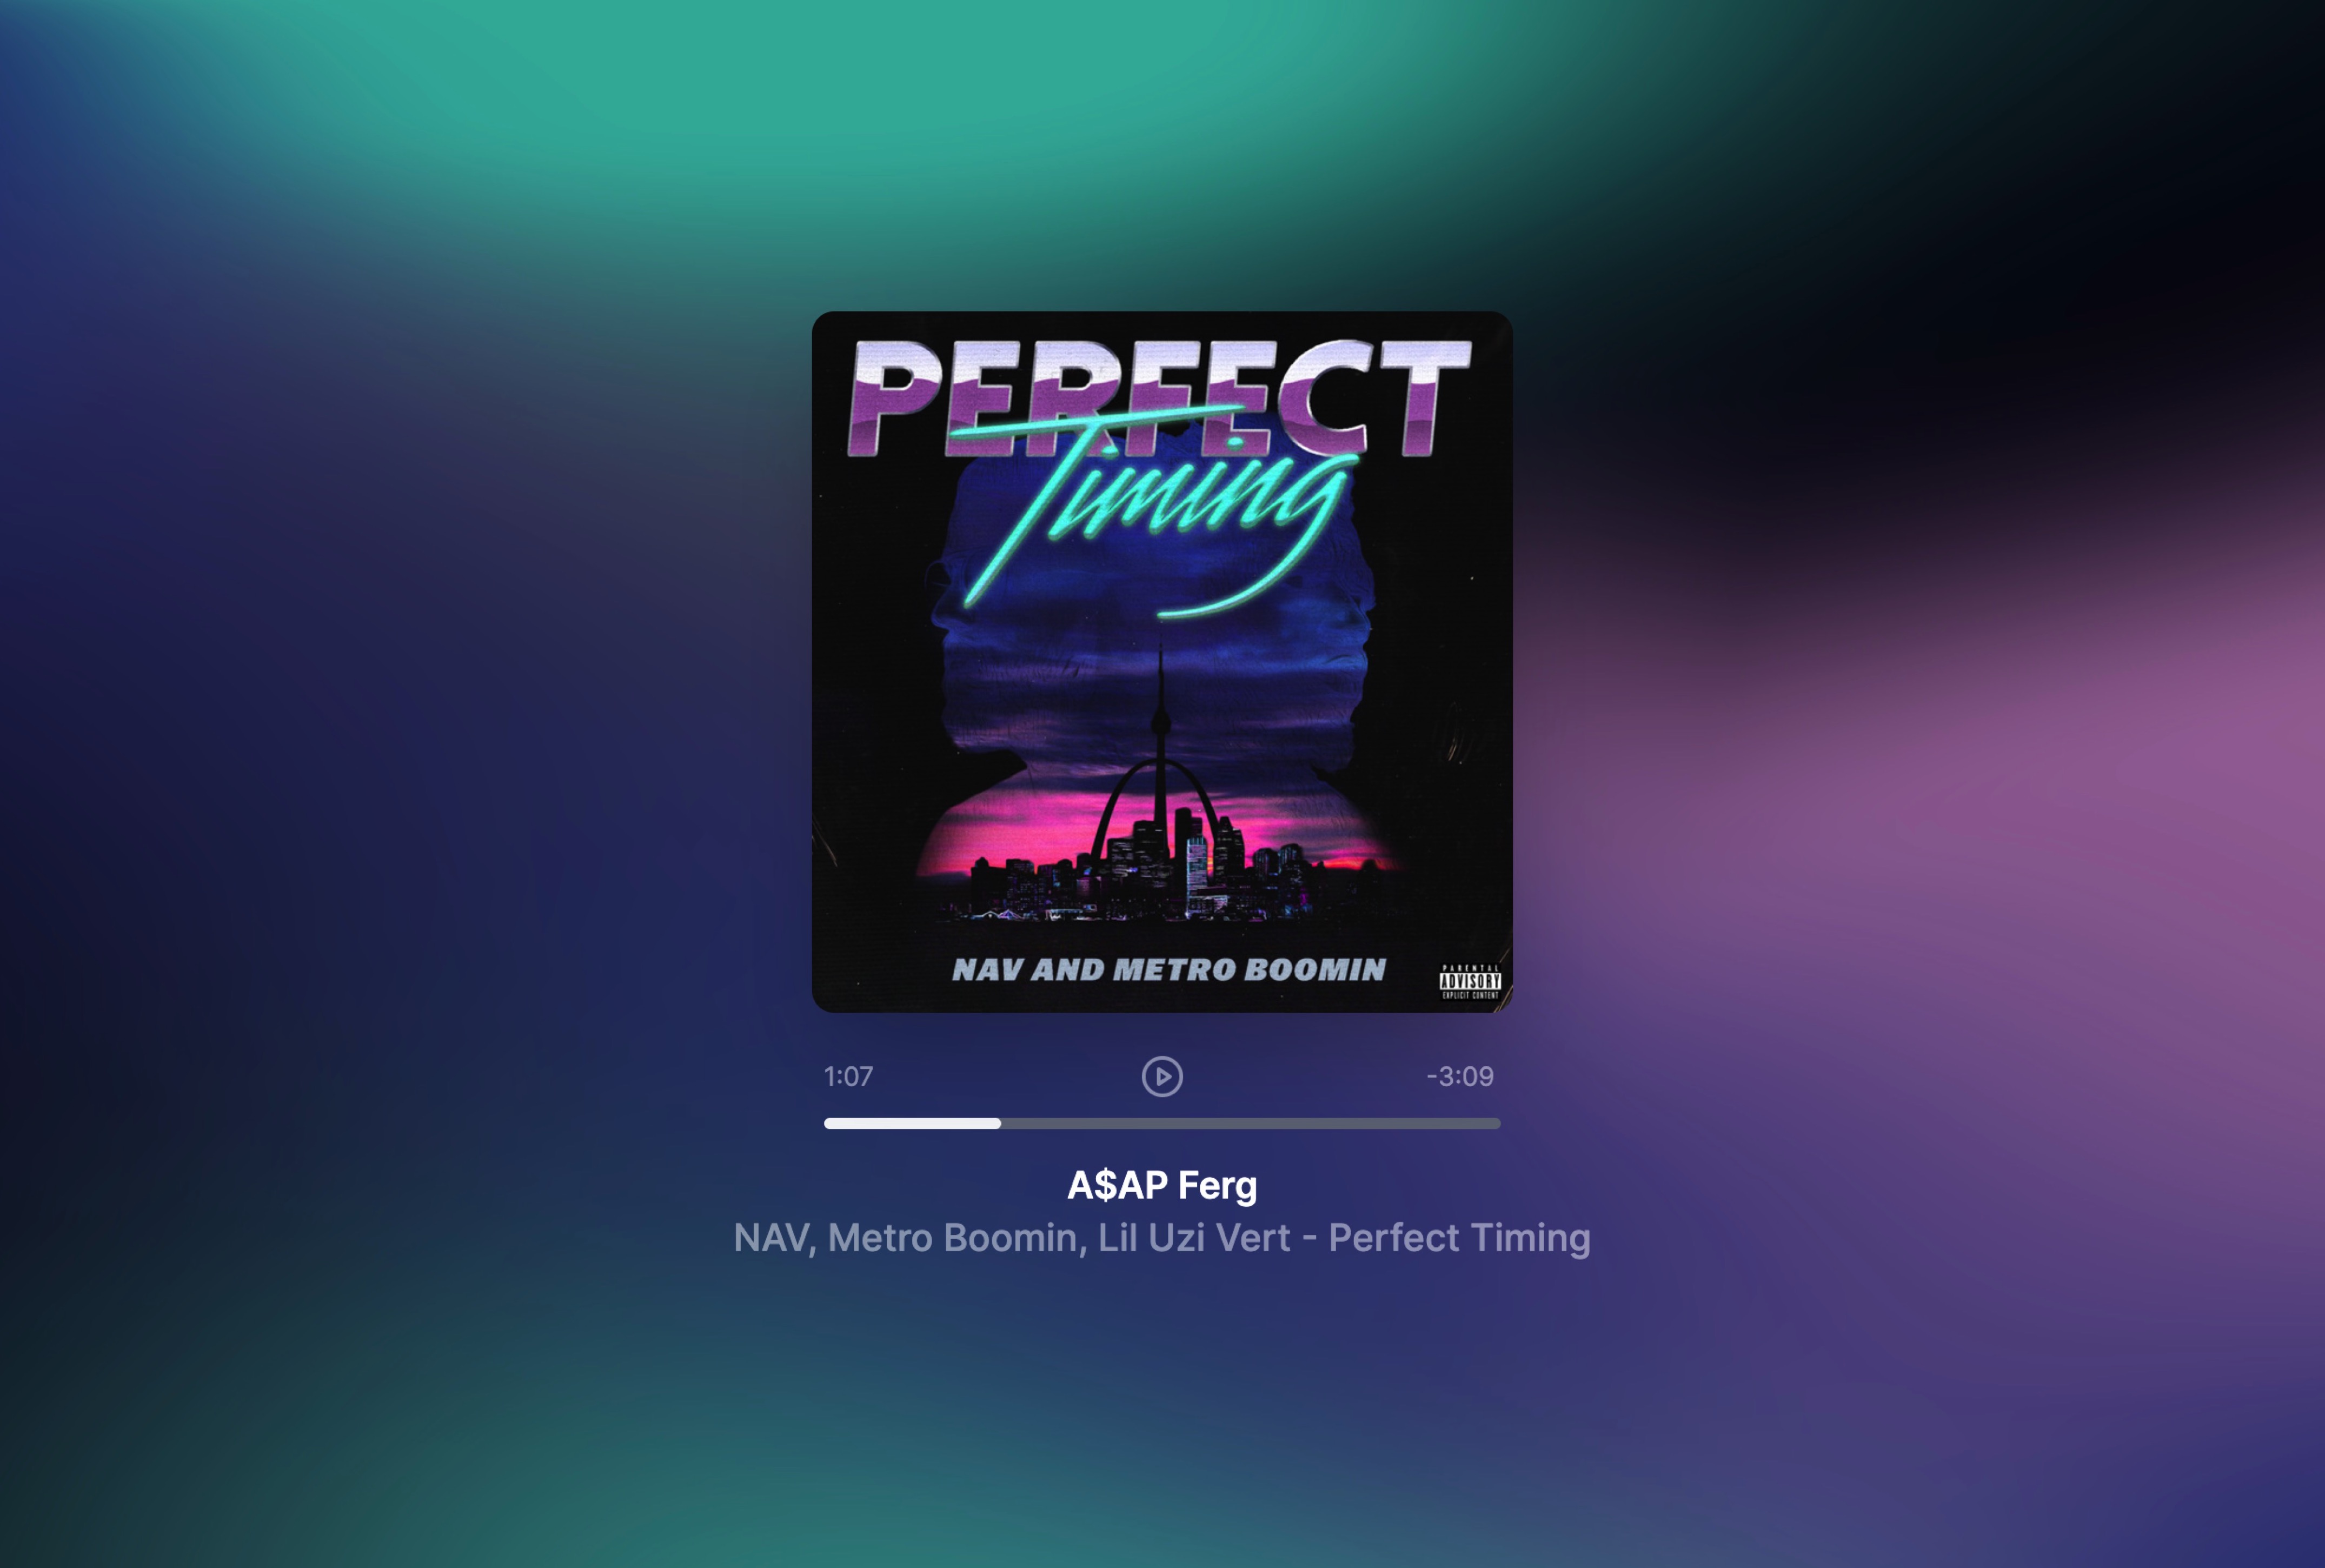 PERFECT
Timing
NAV AND METRO BOOMIN
PARENTAL
ADVISORY
EXPLICIT CONTENT
1:07
-3:09
A$AP Ferg
NAV, Metro Boomin, Lil Uzi Vert - Perfect Timing